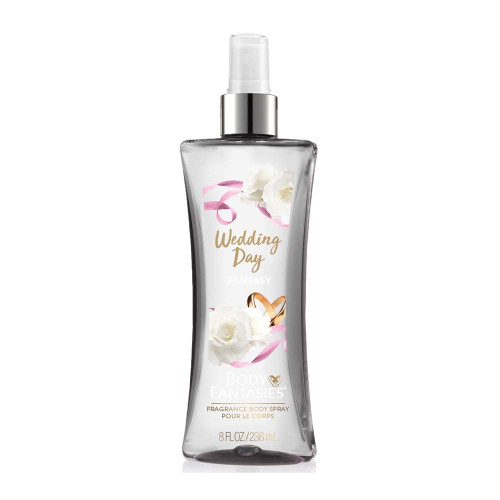 Wedding
Day
FANTASY
BODY
FANTASIES
FRAGRANCE BODY SPRAY
POUR LE CORPS
8 FL OZ/236 mL